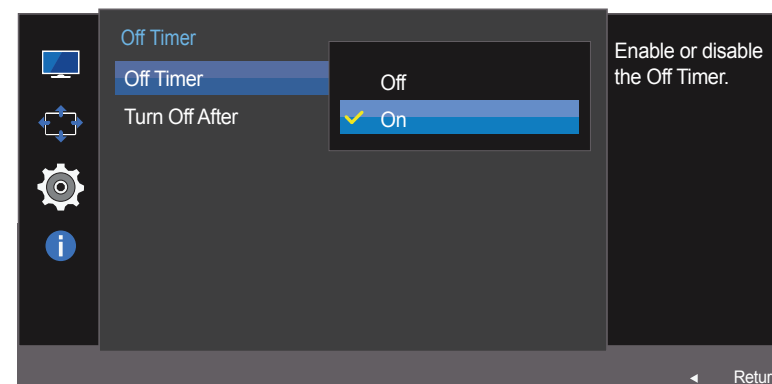 Off Timer
Off Timer
Turn Off After
Off
On
Enable or disable
the Off Timer.
Retur